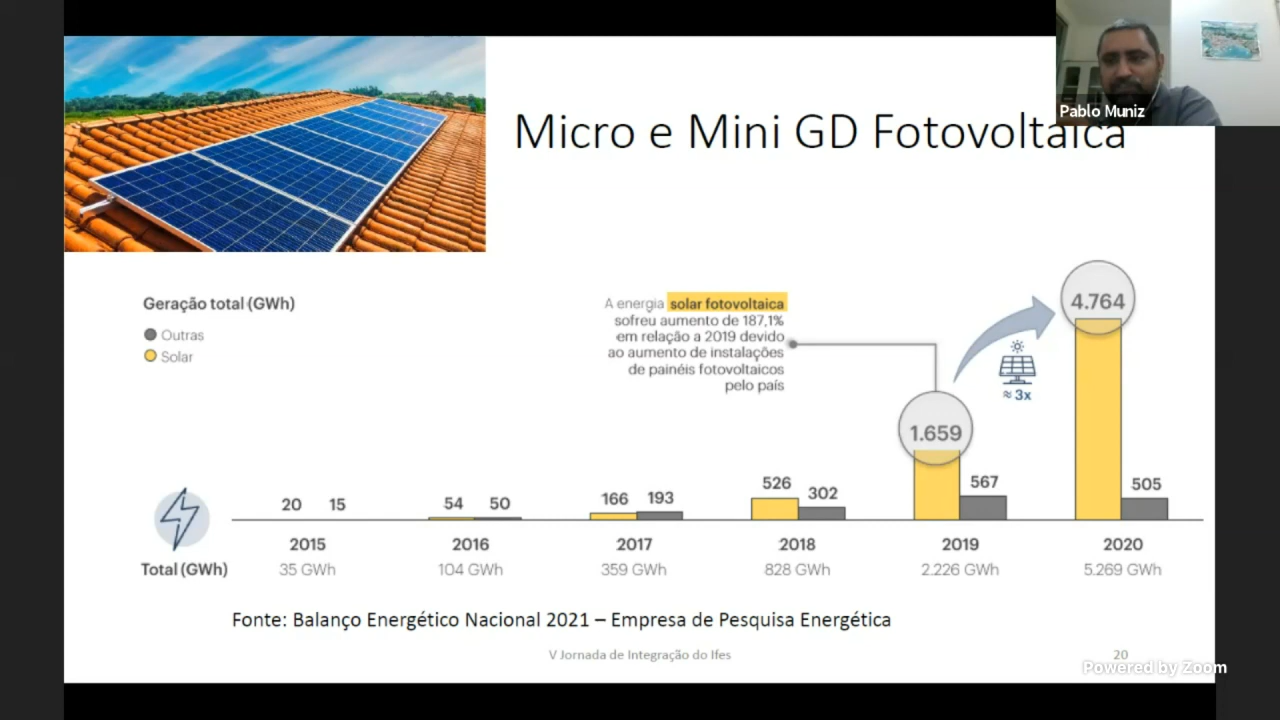 Pablo Muniz
Micro e Mini GD Fotovoltaica
Geração total (GWh)
Outras
Solar
A energia solar fotovoltaica
sofreu aumento de 187,1%
em relação a 2019 devido
ao aumento de instalações
de painéis fotovoltaicos
pelo país
≈ 3x
20 15
54 50
166 193
526 302
1.659 567
4.764 505
2015 2016 2017 2018 2019 2020
Total (GWh) 35 GWh 104 GWh 359 GWh 828 GWh 2.226 GWh 5.269 GWh
Fonte: Balanço Energético Nacional 2021 – Empresa de Pesquisa Energética
V Jornada de Integração do Ifes
20
Powered by Zoom